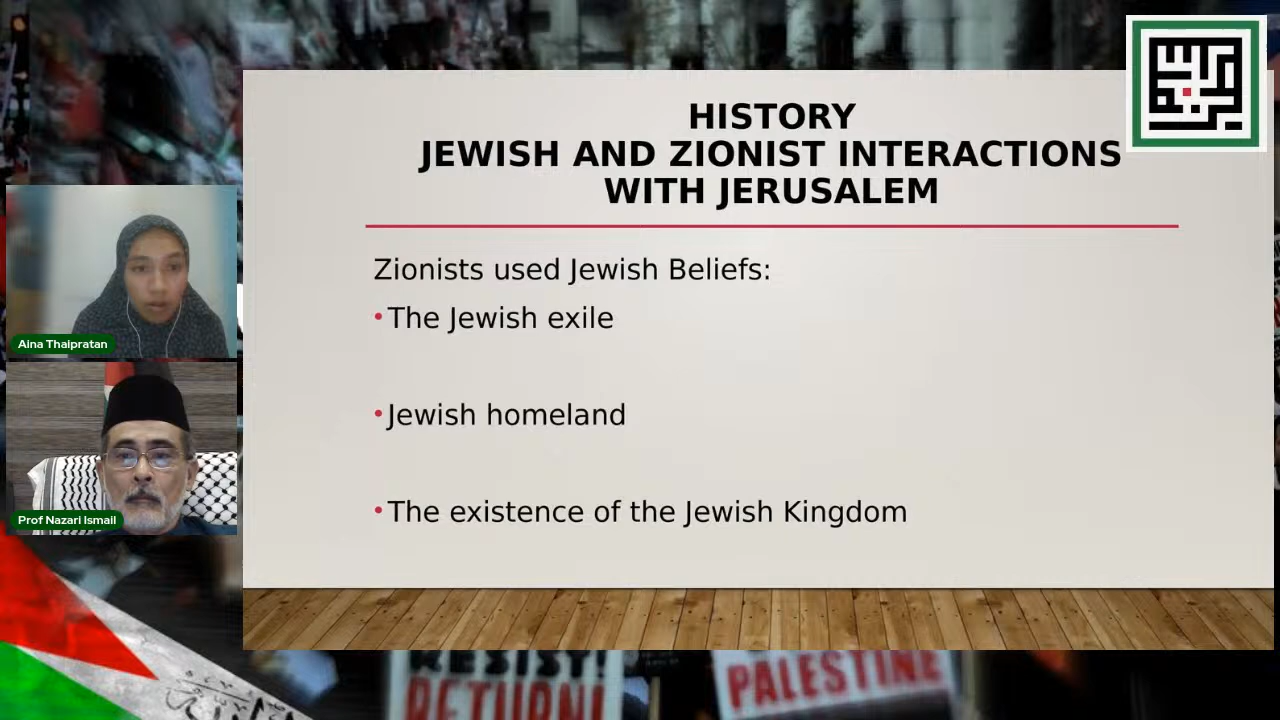 HISTORY
JEWISH AND ZIONIST INTERACTIONS
WITH JERUSALEM
Zionists used Jewish Beliefs:
•The Jewish exile
•Jewish homeland
•The existence of the Jewish Kingdom
Aina Thaipratan
Prof Nazari Ismail
RESIST!
RETURN!
PALESTINE